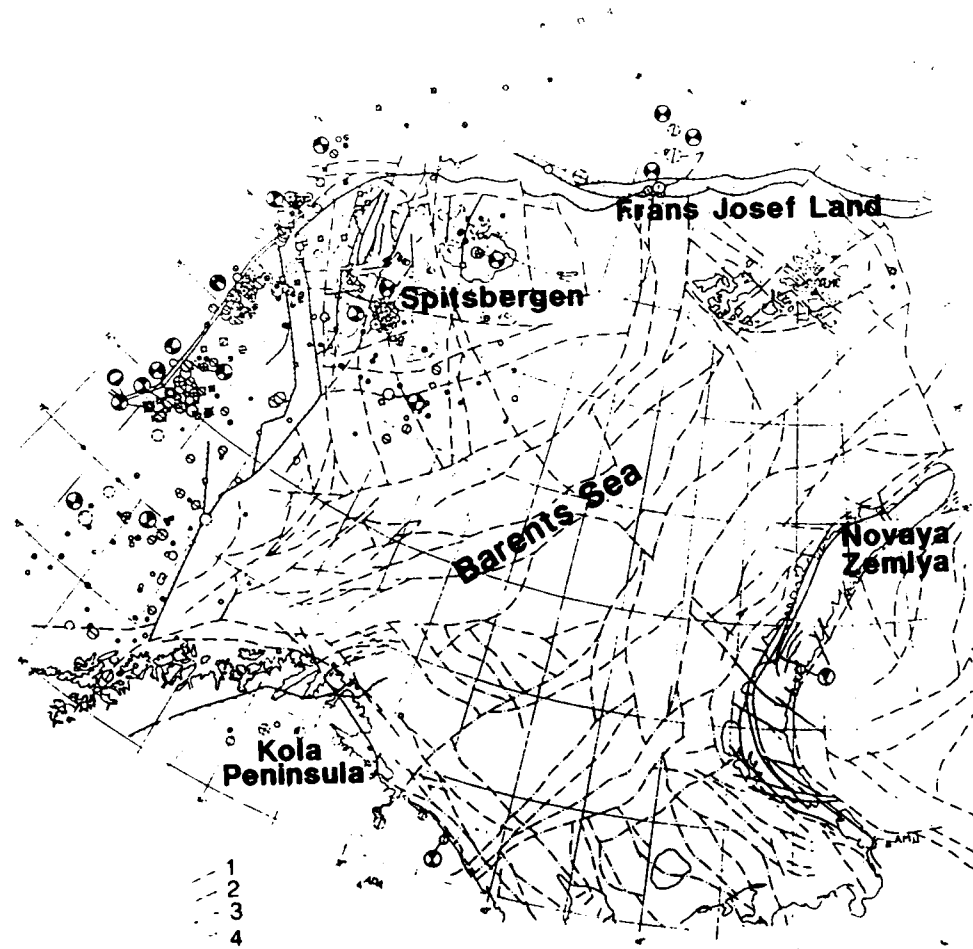 Frans Josef Land
Spitsbergen
Barents Sea
Novaya
Zemlya
Kola
Peninsula
1
2
3
4